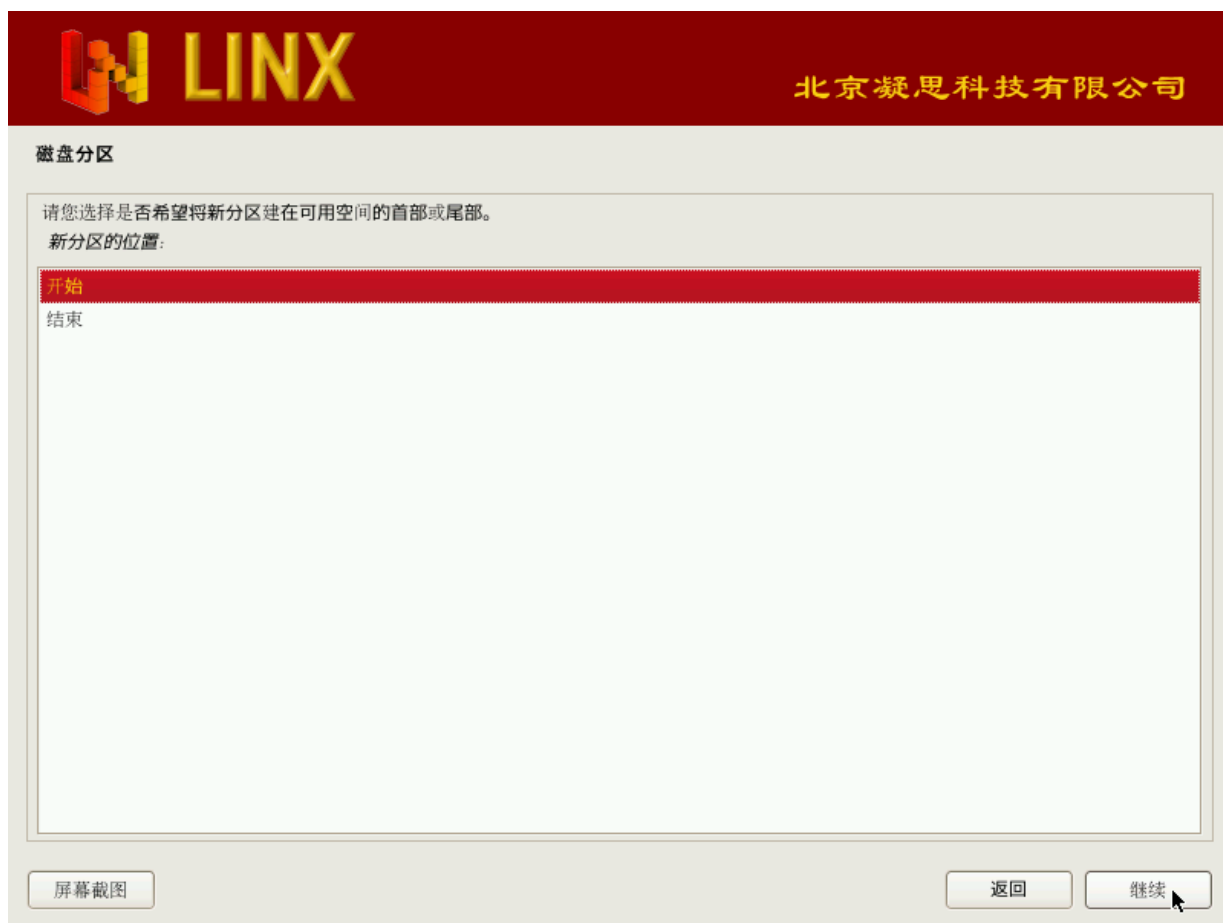 LINX
北京凝思科技有限公司
磁盘分区
请您选择是否希望将新分区建在可用空间的首部或尾部。
新分区的位置:
开始
结束
屏幕截图
返回
继续